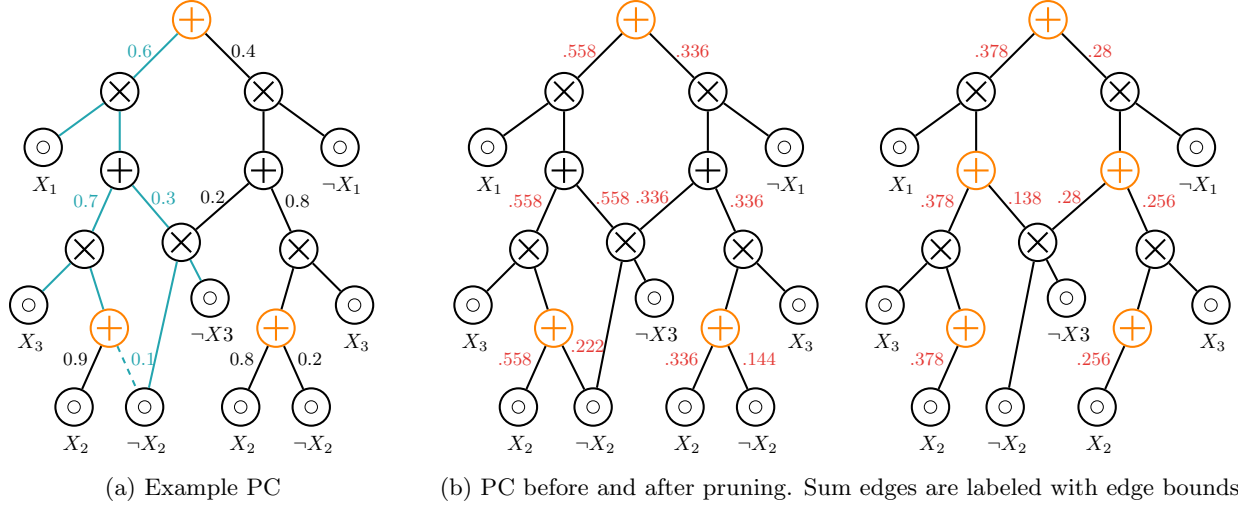 0.6 0.4 .558 .336 .378 .28
X1 ¬X1 X1 ¬X1 X1 ¬X1
0.7 0.3 0.2 0.8 .558 .558 .336 .336 .378 .138 .28 .256
X3 ¬X3 X3 X3 ¬X3 X3 X3 ¬X3 X3
0.9 0.1 0.8 0.2 .558 .222 .336 .144 .378 .256
X2 ¬X2 X2 ¬X2 X2 ¬X2 X2 ¬X2 X2 ¬X2 X2
(a) Example PC (b) PC before and after pruning. Sum edges are labeled with edge bounds